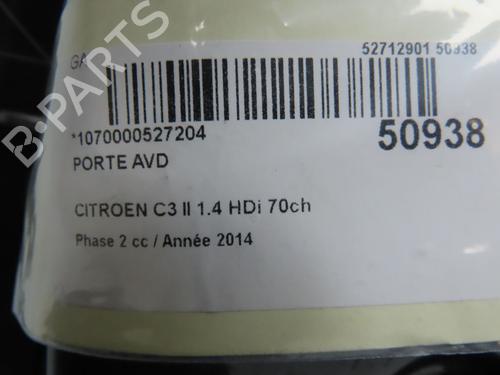 GA
52712901 50938
*1070000527204
50938
PORTE AVD
CITROEN C3 II 1.4 HDi 70ch
Phase 2 cc / Année 2014
B-PARTS